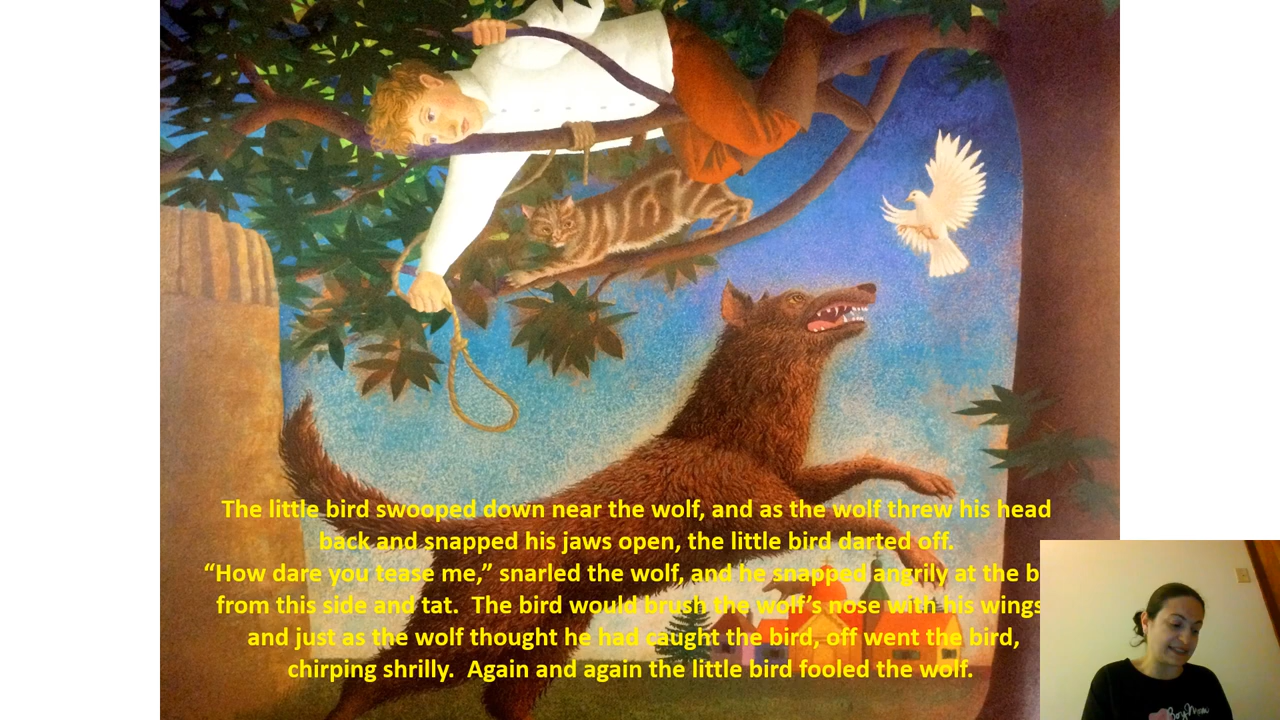 The little bird swooped down near the wolf, and as the wolf threw his head
back and snapped his jaws open, the little bird darted off.
“How dare you tease me,” snarled the wolf, and he snapped angrily at the b
from this side and tat.  The bird would brush the wolf’s nose with his wings
and just as the wolf thought he had caught the bird, off went the bird,
chirping shrilly.  Again and again the little bird fooled the wolf.
Boy Mom